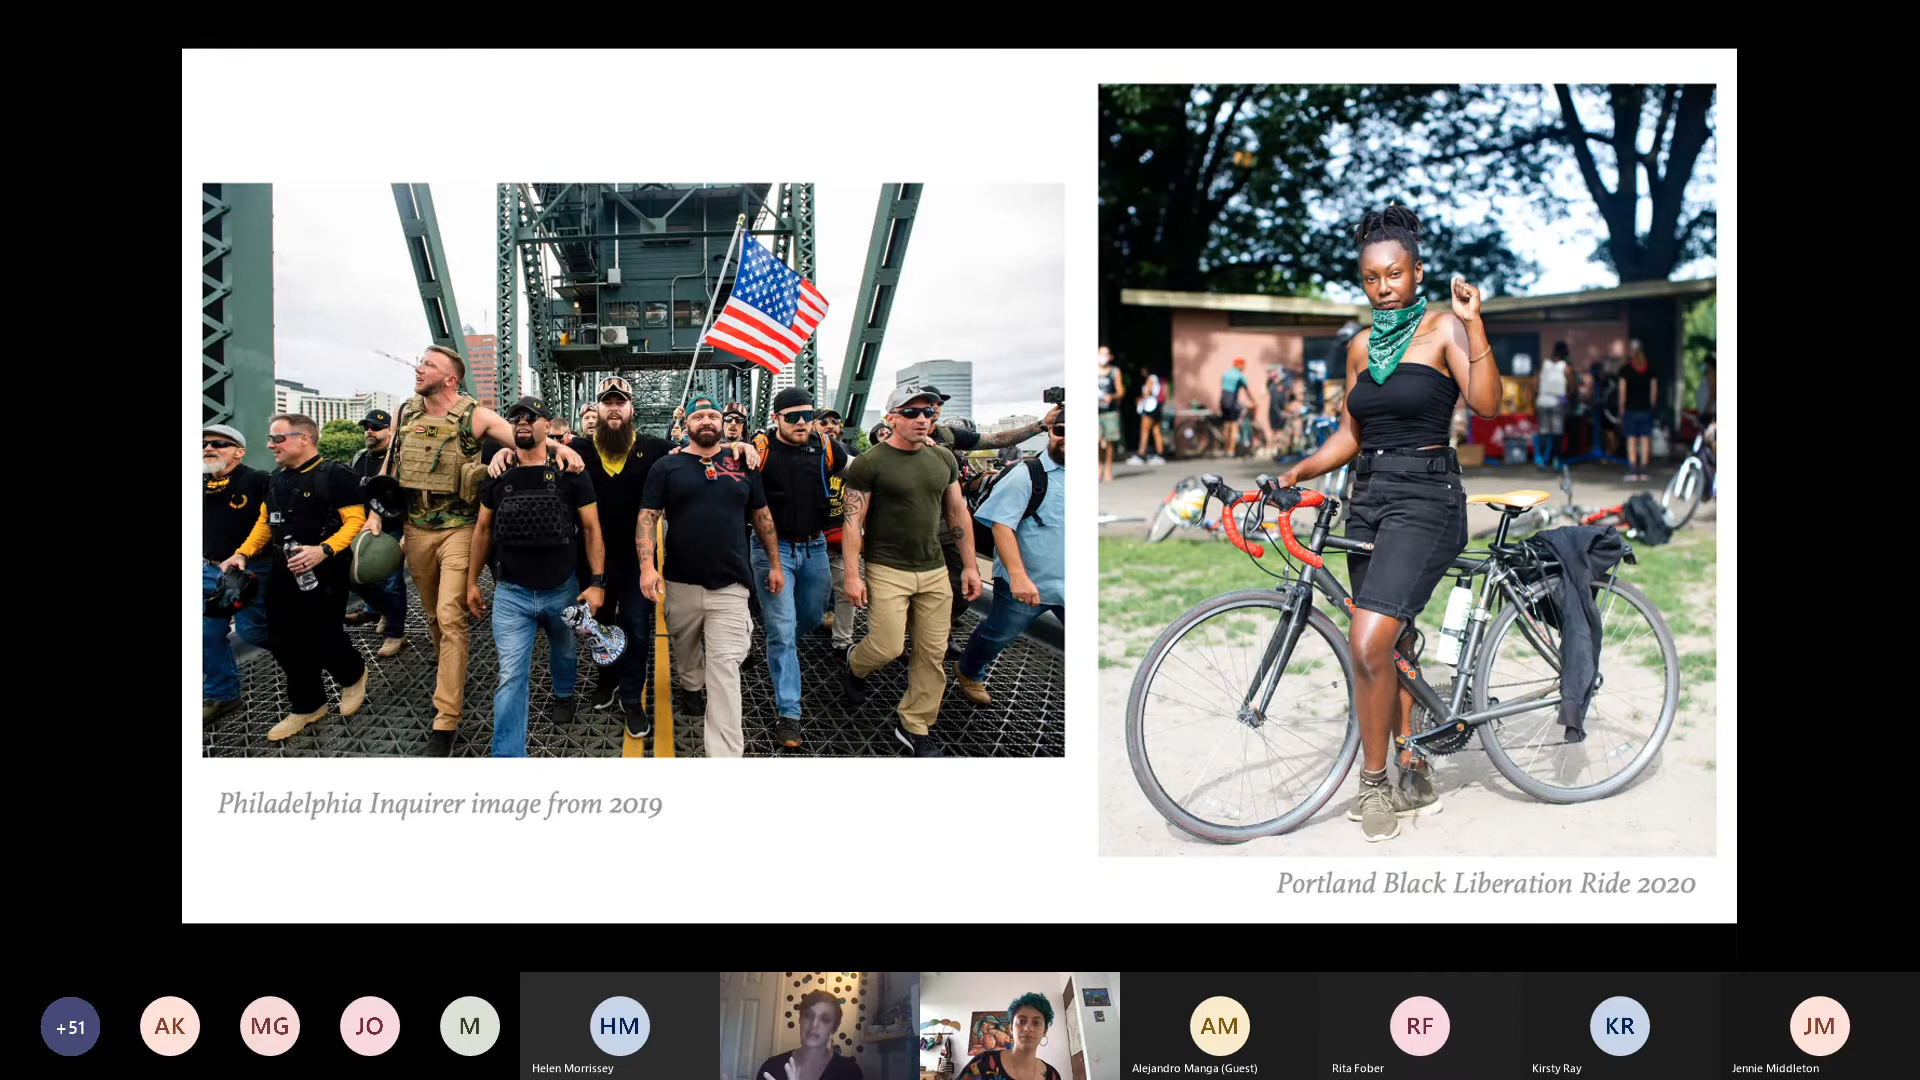 Philadelphia Inquirer image from 2019
Portland Black Liberation Ride 2020
+51
AK
MG
JO
M
HM
Helen Morrissey
AM
Alejandro Manga (Guest)
RF
Rita Fober
KR
Kirsty Ray
JM
Jennie Middleton